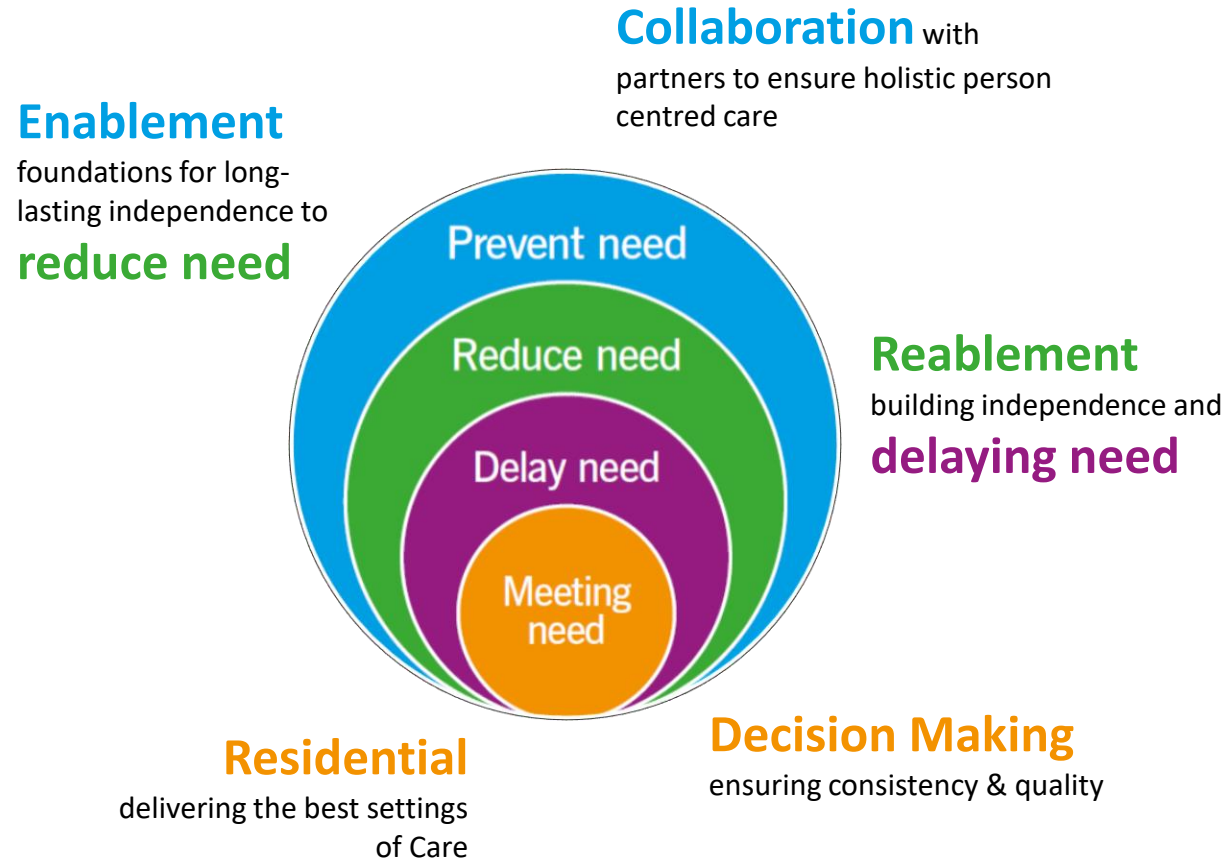 Collaboration with
partners to ensure holistic person
centred care
Enablement
foundations for long-
lasting independence to
reduce need
Prevent need
Reduce need
Delay need
Meeting
need
Reablement
building independence and
delaying need
Residential
delivering the best settings
of Care
Decision Making
ensuring consistency & quality